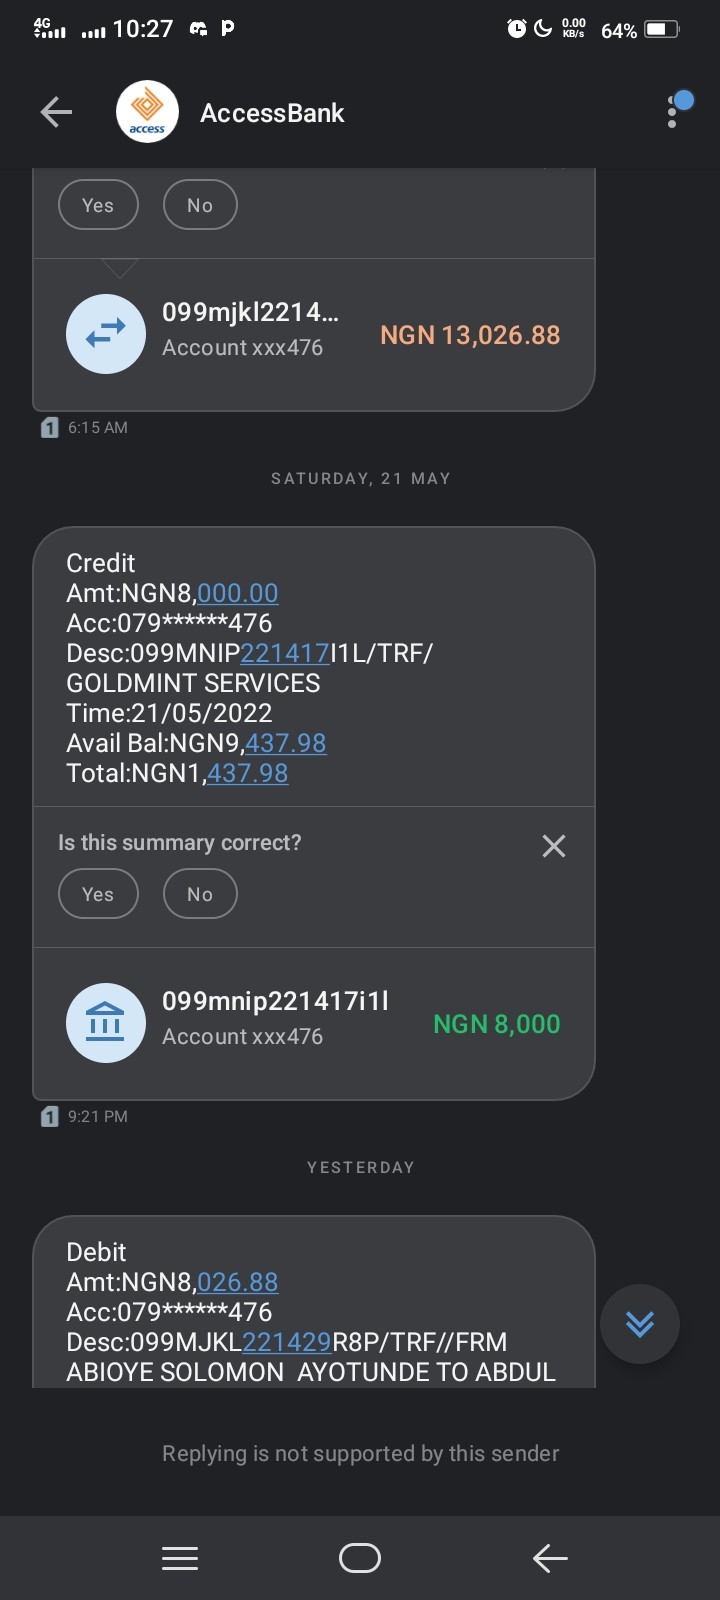 4G
10:27
0.00
KB/s
64%
access
AccessBank
Yes
No
099mjkl2214...
Account xxx476
NGN 13,026.88
1
6:15 AM
SATURDAY, 21 MAY
Credit
Amt:NGN8,000.00
Acc:079******476
Desc:099MNIP221417I1L/TRF/
GOLDMINT SERVICES
Time:21/05/2022
Avail Bal:NGN9,437.98
Total:NGN1,437.98
Is this summary correct?
Yes
No
099mnip221417i1l
Account xxx476
NGN 8,000
1
9:21 PM
YESTERDAY
Debit
Amt:NGN8,026.88
Acc:079******476
Desc:099MJKL221429R8P/TRF//FRM
ABIOYE SOLOMON  AYOTUNDE TO ABDUL
Replying is not supported by this sender